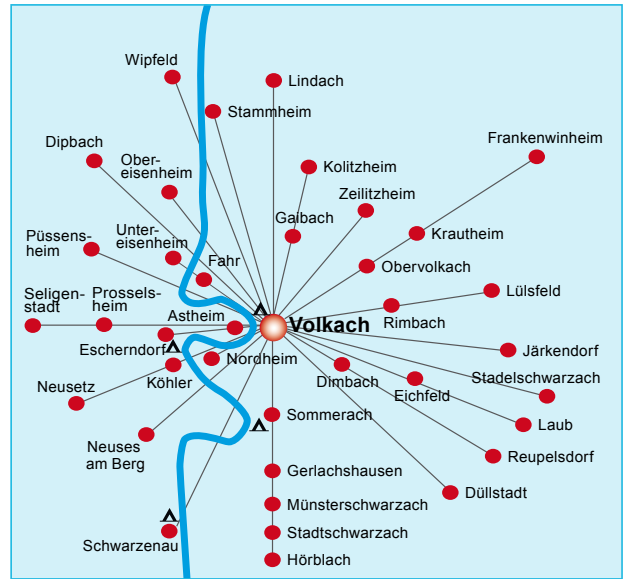 Wipfeld
Lindach
Stammheim
Frankenwinheim
Dipbach
Ober-
eisenheim
Kolitzheim
Zeilitzheim
Gaibach
Unter-
eisenheim
Krautheim
Püssens-
heim
Fahr
Obervolkach
Seligen-
stadt
Prossels-
heim
Lülsfeld
Astheim
Volkach
Rimbach
Escherndorf
Nordheim
Järkendorf
Köhler
Dimbach
Stadelschwarzach
Neusetz
Eichfeld
Sommerach
Laub
Neuses
am Berg
Reupelsdorf
Gerlachshausen
Düllstadt
Münsterschwarzach
Stadtschwarzach
Schwarzenau
Hörblach